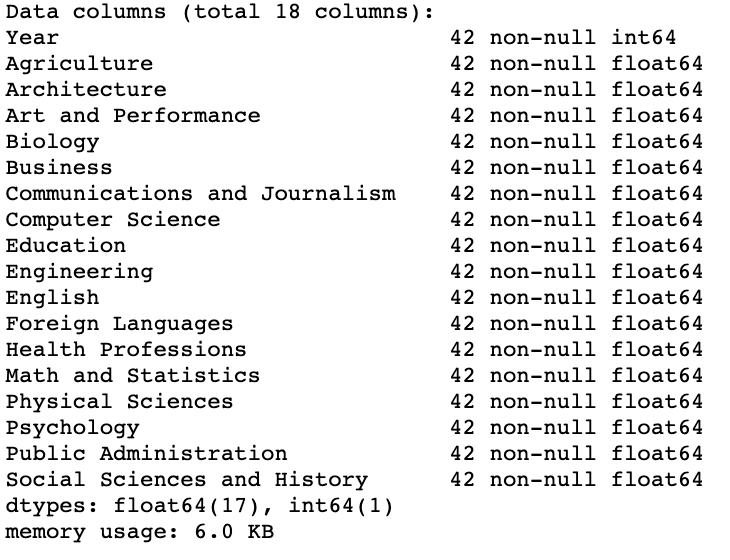 Data columns (total 18 columns):
Year 42 non-null int64
Agriculture 42 non-null float64
Architecture 42 non-null float64
Art and Performance 42 non-null float64
Biology 42 non-null float64
Business 42 non-null float64
Communications and Journalism 42 non-null float64
Computer Science 42 non-null float64
Education 42 non-null float64
Engineering 42 non-null float64
English 42 non-null float64
Foreign Languages 42 non-null float64
Health Professions 42 non-null float64
Math and Statistics 42 non-null float64
Physical Sciences 42 non-null float64
Psychology 42 non-null float64
Public Administration 42 non-null float64
Social Sciences and History 42 non-null float64
dtypes: float64(17), int64(1)
memory usage: 6.0 KB